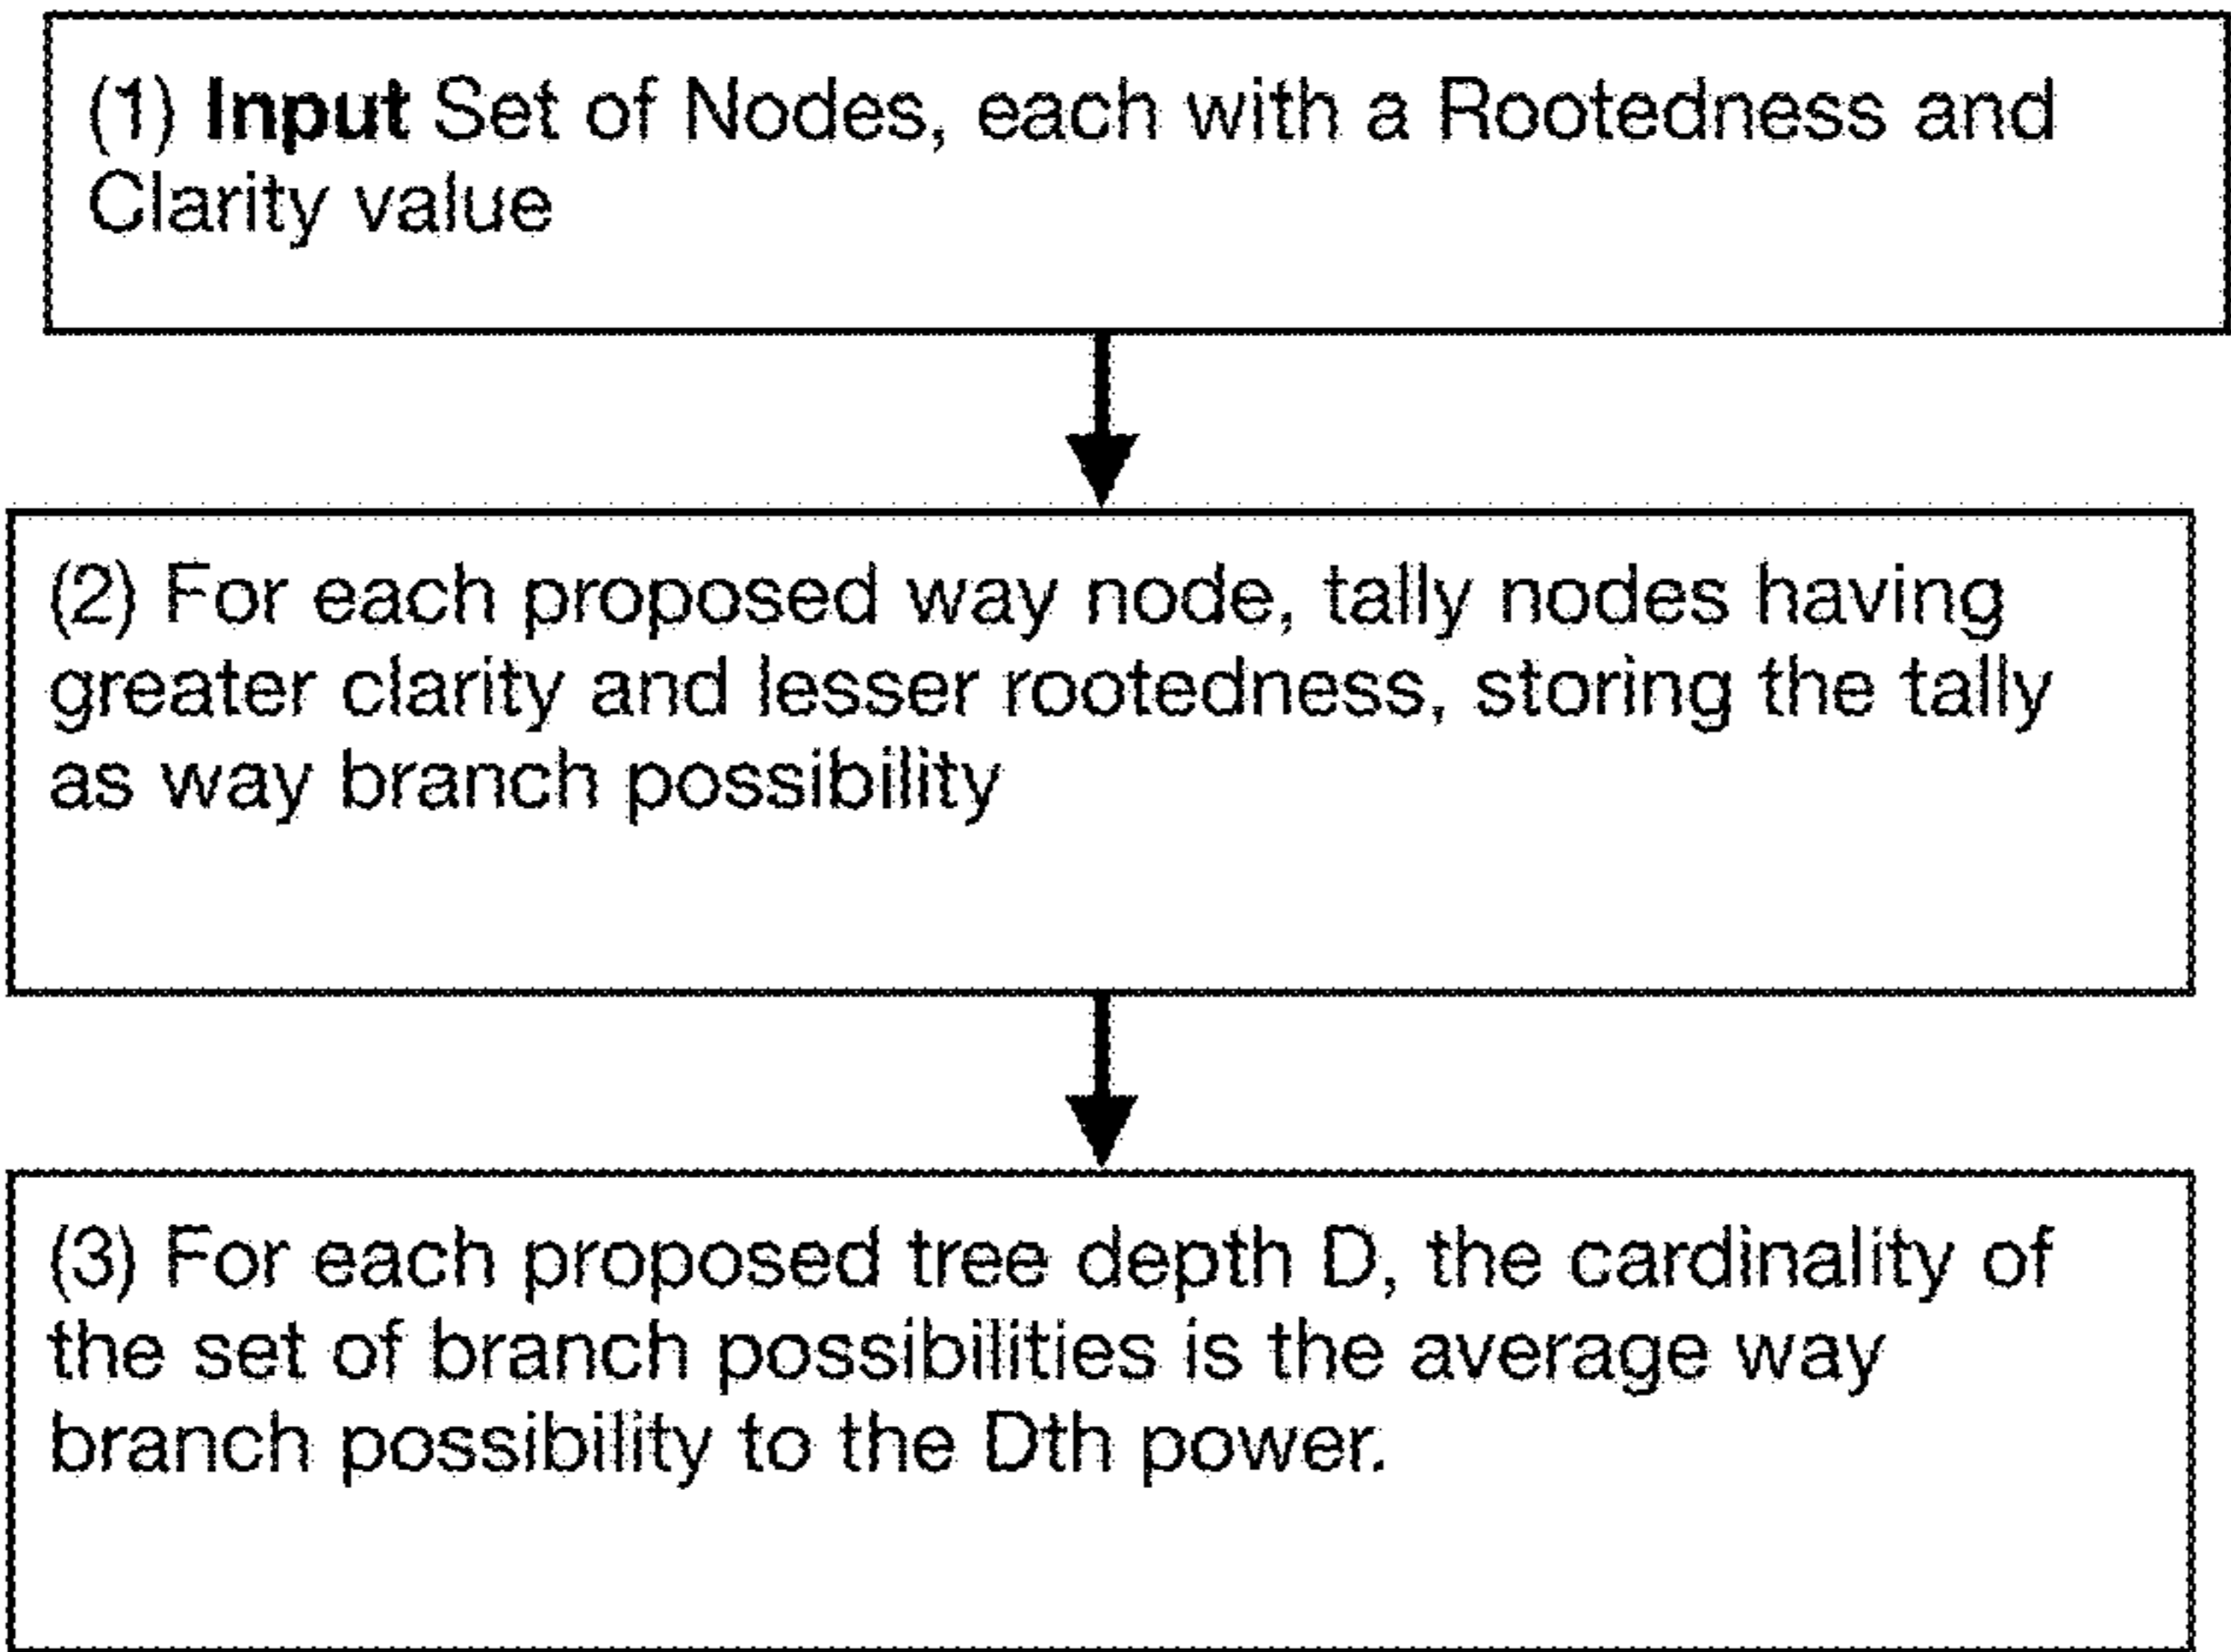 (1) Input Set of Nodes, each with a Rootedness and
Clarity value
(2) For each proposed way node, tally nodes having
greater clarity and lesser rootedness, storing the tally
as way branch possibility
(3) For each proposed tree depth D, the cardinality of
the set of branch possibilities is the average way
branch possibility to the Dth power.